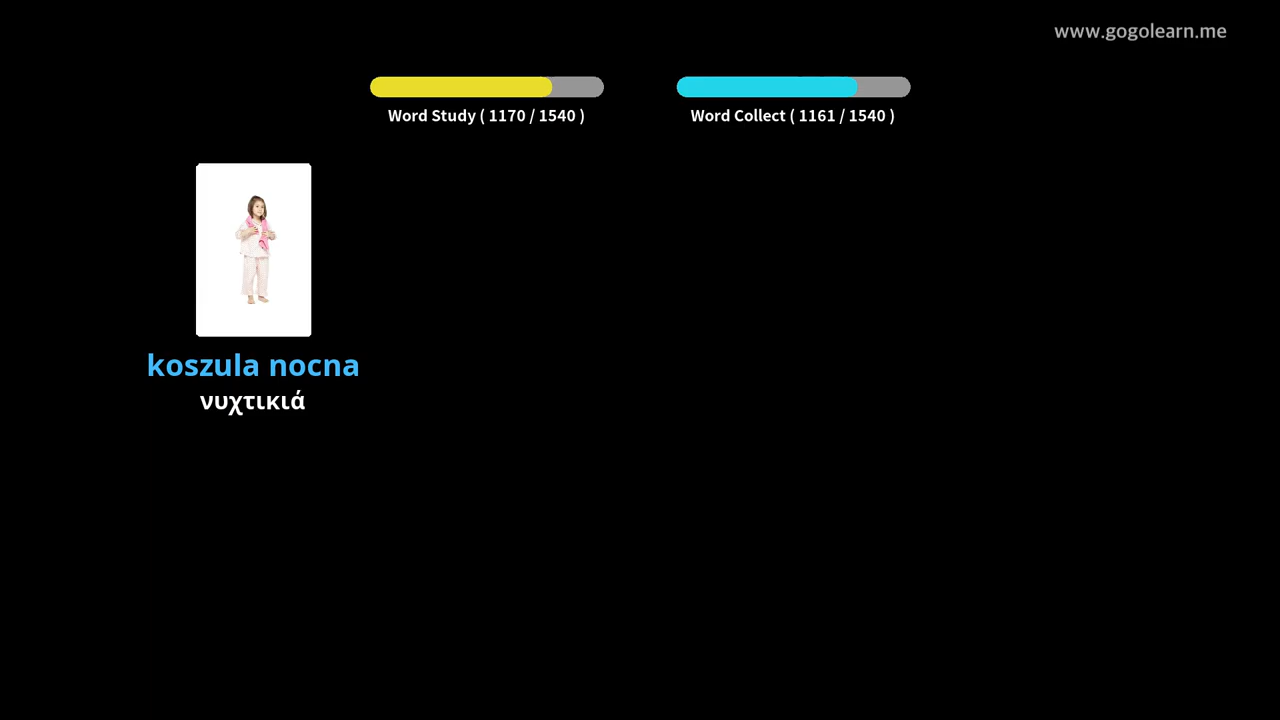 www.gogolearn.me
Word Study ( 1170 / 1540 )
Word Collect ( 1161 / 1540 )
koszula nocna
νυχτικιά